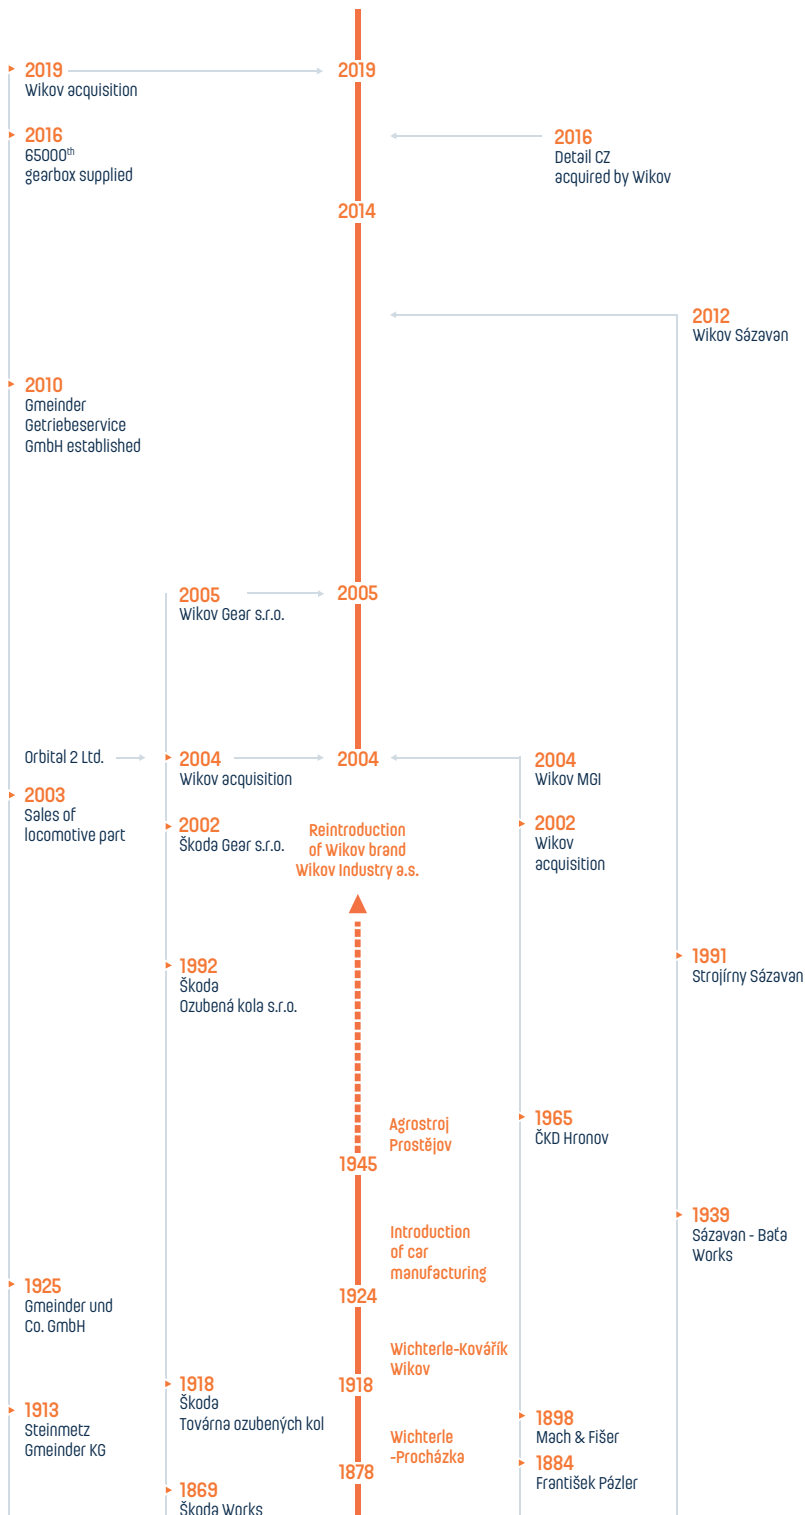 2019
Wikov acquisition
2019
2016
65000th
gearbox supplied
2016
Detail CZ
acquired by Wikov
2014
2012
Wikov Sázavan
2010
Gmeinder
Getriebeservice
GmbH established
2005
Wikov Gear s.r.o.
2005
Orbital 2 Ltd.
2004
Wikov acquisition
2004
2004
Wikov MGI
2003
Sales of
locomotive part
2002
Škoda Gear s.r.o.
Reintroduction
of Wikov brand
Wikov Industry a.s.
2002
Wikov
acquisition
1992
Škoda
Ozubená kola s.r.o.
1991
Strojírny Sázavan
Agrostroj
Prostějov
1945
1965
ČKD Hronov
1939
Sázavan - Baťa
Works
Introduction
of car
manufacturing
1924
1925
Gmeinder und
Co. GmbH
Wichterle-Kovářík
Wikov
1918
1918
Škoda
Továrna ozubených kol
1913
Steinmetz
Gmeinder KG
Wichterle
-Procházka
1878
1898
Mach & Fišer
1884
František Pázler
1869
Škoda Works